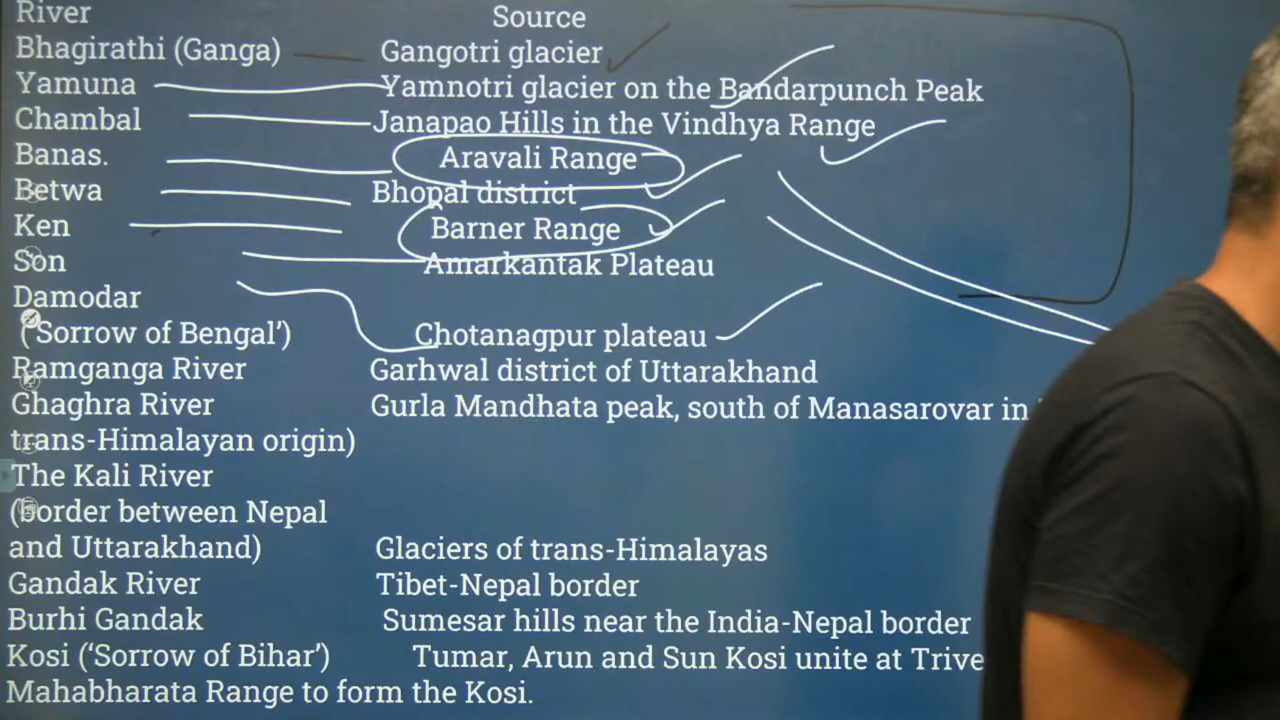 River Source
Bhagirathi (Ganga) Gangotri glacier
Yamuna Yamnotri glacier on the Bandarpunch Peak
Chambal Janapao Hills in the Vindhya Range
Banas. Aravali Range
Betwa Bhopal district
Ken Barner Range
Son Amarkantak Plateau
Damodar
('Sorrow of Bengal') Chotanagpur plateau
Ramganga River Garhwal district of Uttarakhand
Ghaghra River Gurla Mandhata peak, south of Manasarovar in
trans-Himalayan origin)
The Kali River
(border between Nepal
and Uttarakhand) Glaciers of trans-Himalayas
Gandak River Tibet-Nepal border
Burhi Gandak Sumesar hills near the India-Nepal border
Kosi ('Sorrow of Bihar') Tumar, Arun and Sun Kosi unite at Trive
Mahabharata Range to form the Kosi.